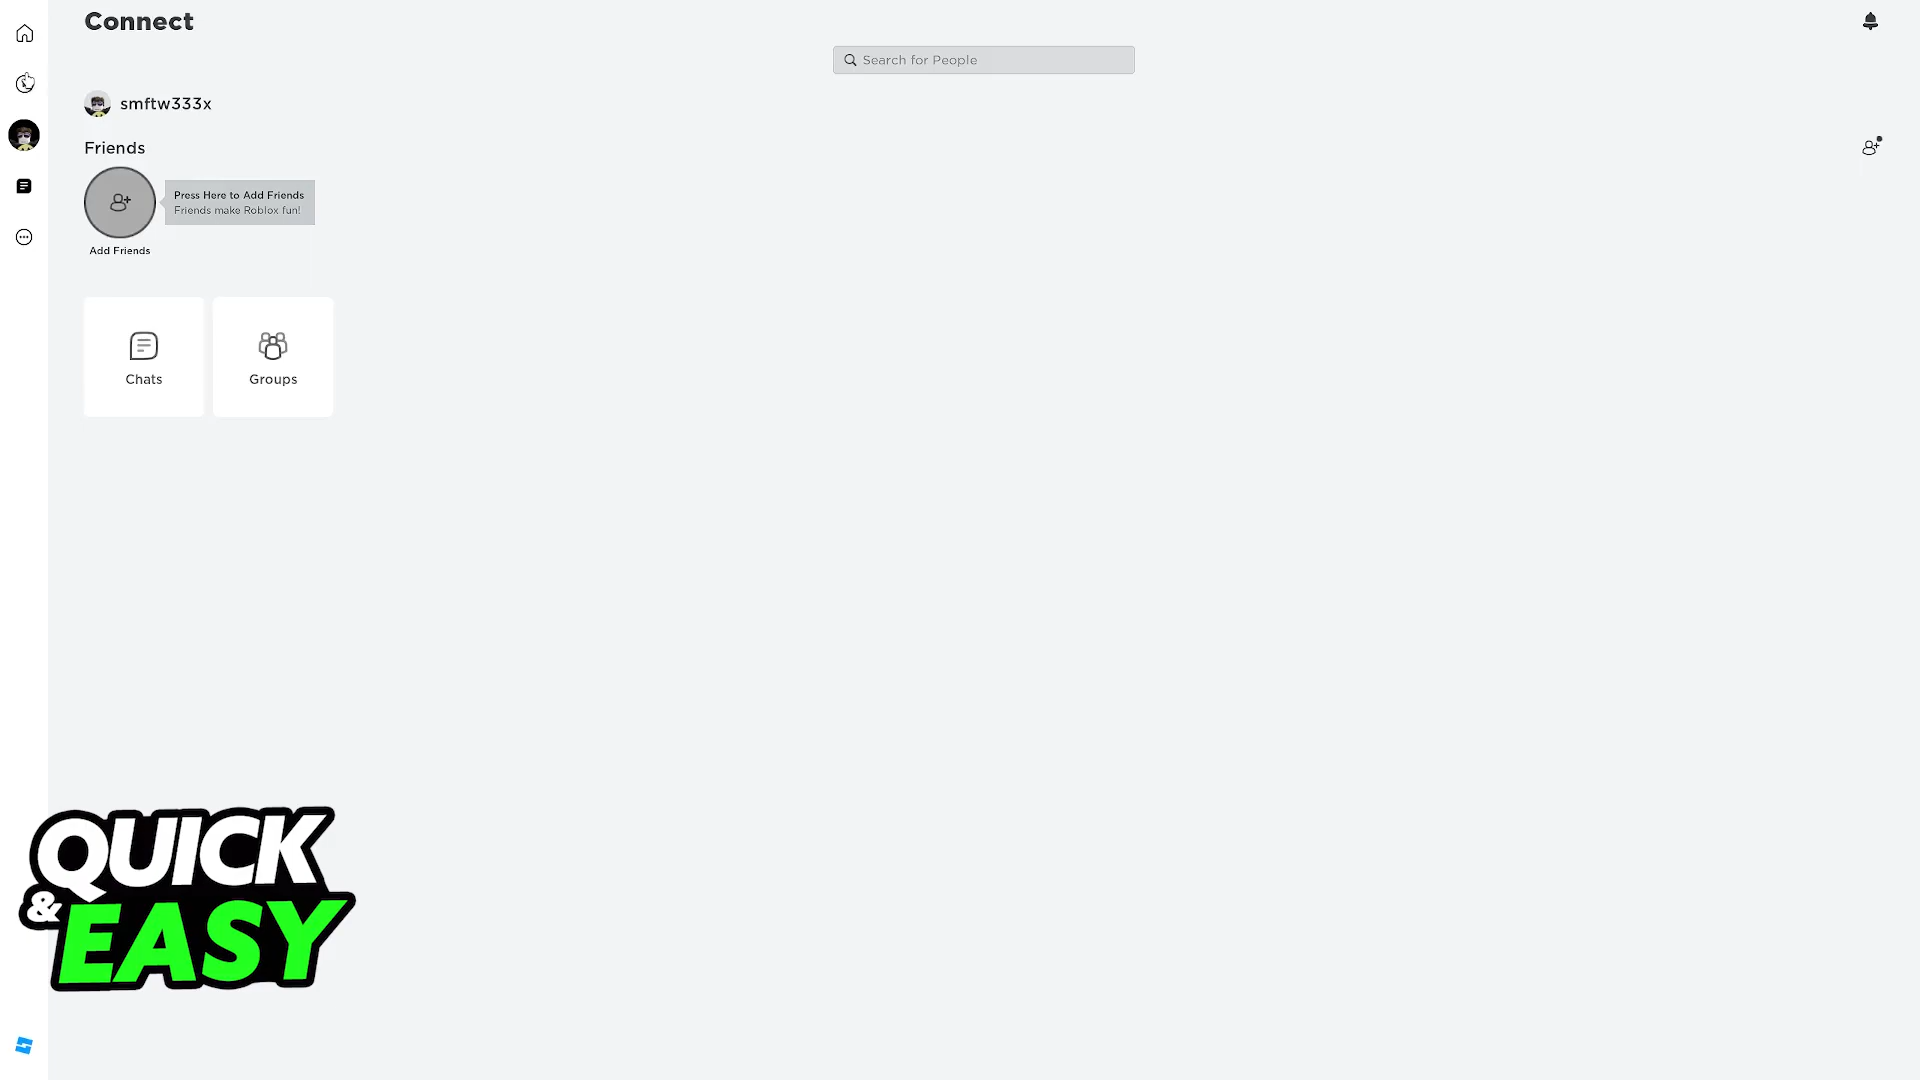 Connect
Search for People
smftw333x
Friends
Press Here to Add Friends
Friends make Roblox fun!
Add Friends
Chats
Groups
QUICK
& EASY